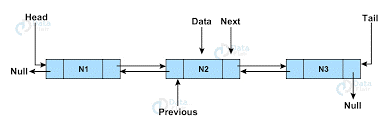 Head
Data
Next
Tail
Null
N1
N2
N3
Previous
Null